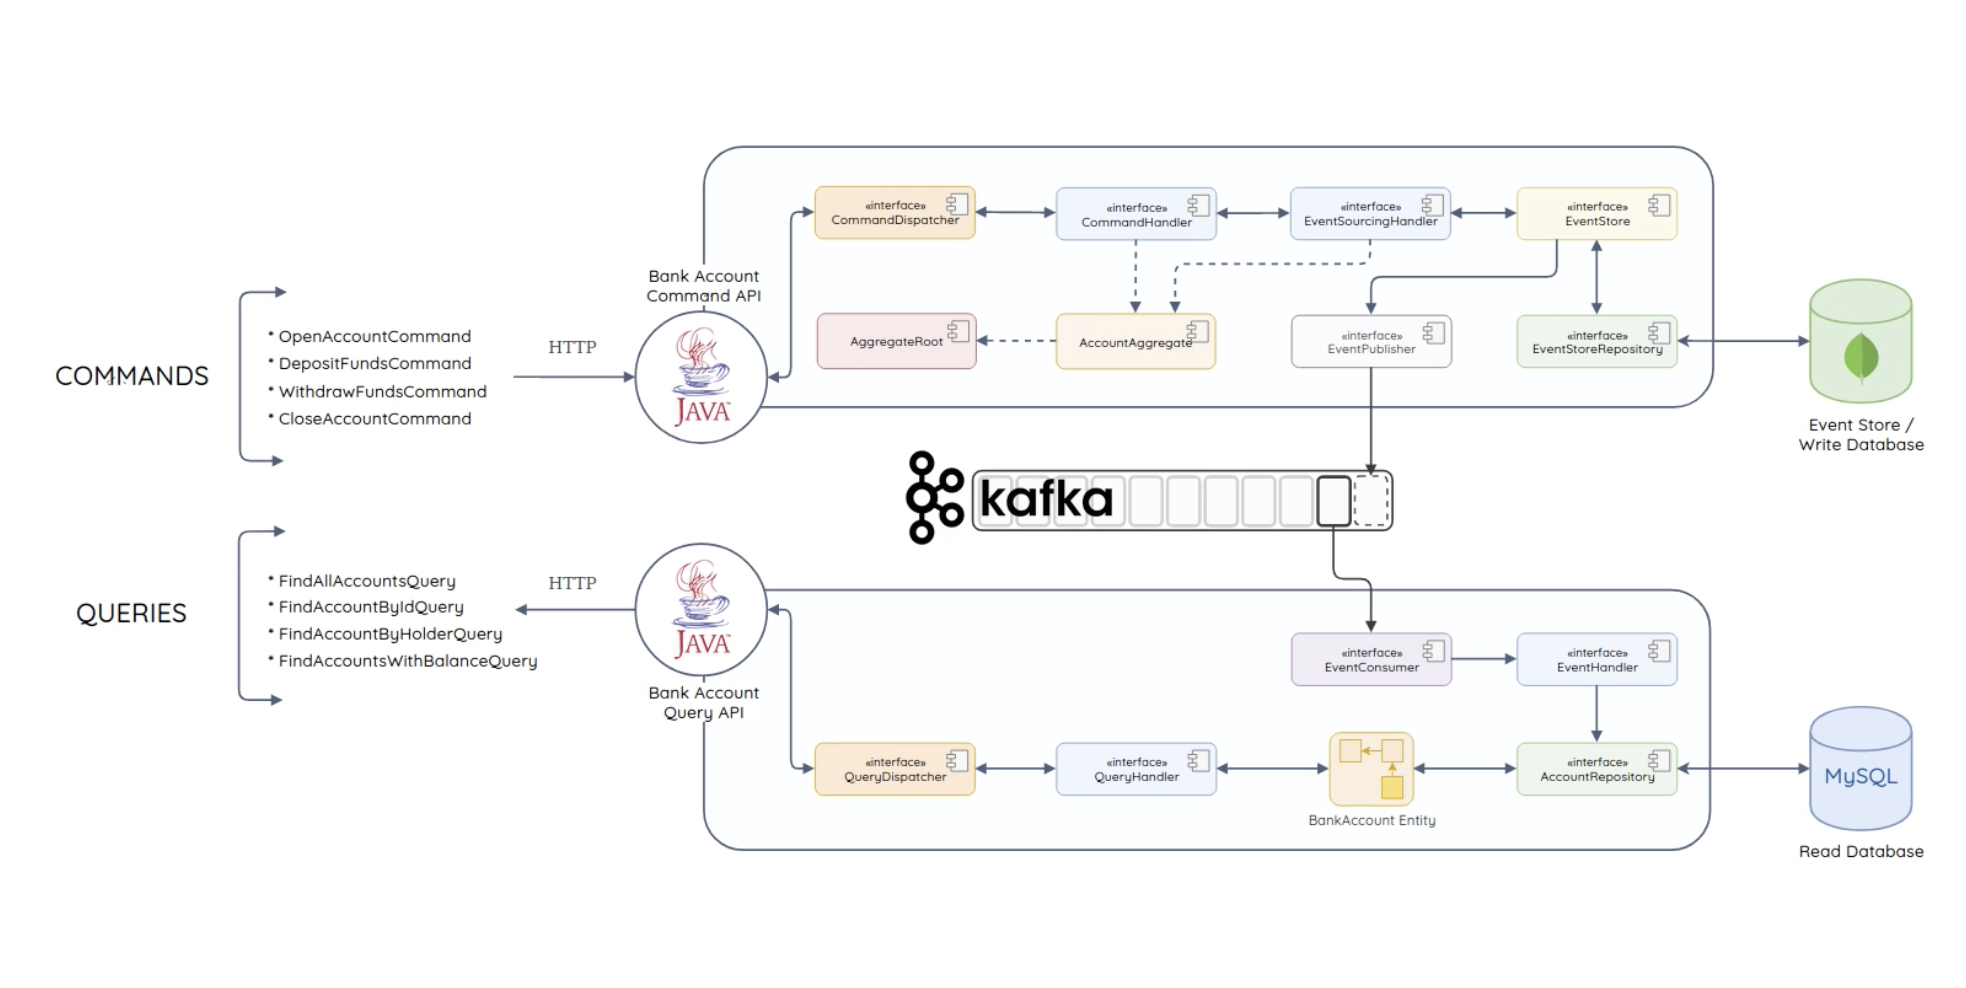 «interface»
CommandDispatcher
«interface»
CommandHandler
«interface»
EventSourcingHandler
«interface»
EventStore
Bank Account
Command API
JAVA™
AggregateRoot
AccountAggregate
«interface»
EventPublisher
«interface»
EventStoreRepository
COMMANDS
* OpenAccountCommand
* DepositFundsCommand
* WithdrawFundsCommand
* CloseAccountCommand
HTTP
Event Store /
Write Database
kafka
QUERIES
* FindAllAccountsQuery
* FindAccountByIdQuery
* FindAccountByHolderQuery
* FindAccountsWithBalanceQuery
HTTP
JAVA™
Bank Account
Query API
«interface»
EventConsumer
«interface»
EventHandler
«interface»
QueryDispatcher
«interface»
QueryHandler
BankAccount Entity
«interface»
AccountRepository
MySQL
Read Database